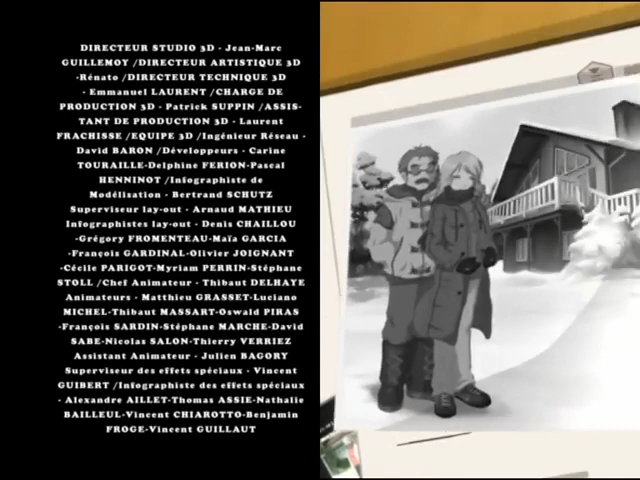 DIRECTEUR STUDIO 3D - Jean-Marc
GUILLEMOY /DIRECTEUR ARTISTIQUE 3D
-Rénato /DIRECTEUR TECHNIQUE 3D
- Emmanuel LAURENT /CHARGE DE
PRODUCTION 3D - Patrick SUPPIN /ASSIS-
TANT DE PRODUCTION 3D - Laurent
FRACHISSE /EQUIPE 3D /Ingénieur Réseau -
David BARON /Dévelopeurs - Carine
TOURAILLE-Delphine FERION-Pascal
HENNINOT /Infographiste de
Modélisation - Bertrand SCHUTZ
Superviseur lay-out - Arnaud MATHIEU
Infographistes lay-out - Denis CHAILLOU
-Grégory FROMENTEAU-Maïa GARCIA
-François GARDINAL-Olivier JOIGNANT
-Cécile PARIGOT-Myriam PERRIN-Stéphane
STOLL /Chef Animateur - Thibaut DELHAYE
Animateurs - Matthieu GRASSET-Luciano
MICHEL-Thibaut MASSART-Oswald PIRAS
-François SARDIN-Stéphane MARCHE-David
SABE-Nicolas SALON-Thierry VERRIEZ
Assistant Animateur - Julien BAGORY
Superviseur des effets spéciaux - Vincent
GUIBERT /Infographiste des effets spéciaux
- Alexandre AILLET-Thomas ASSIE-Nathalie
BAILLEUL-Vincent CHIAROTTO-Benjamin
FROGE-Vincent GUILLAUT